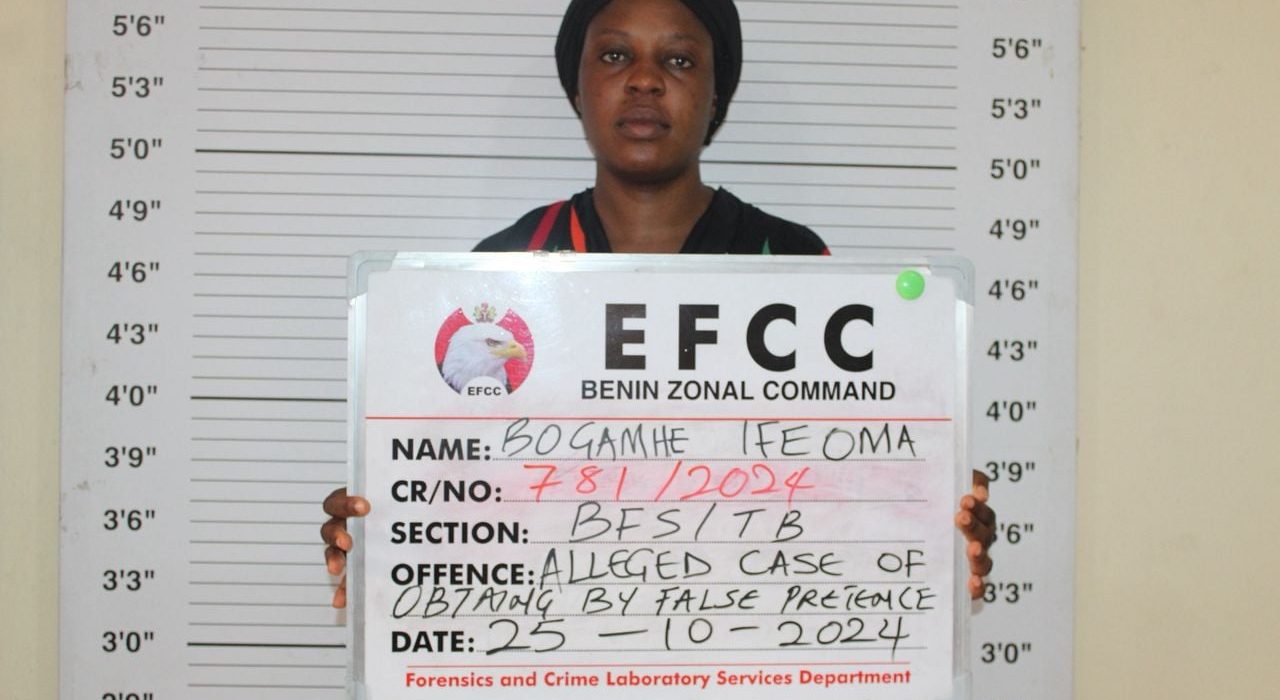 5'6"
5'6"
5'3"
5'3"
5'0"
5'0"
4'9"
4'9"
4'6"
4'6"
4'3"
4'3"
4'0"
4'0"
3'9"
3'9"
3'6"
'6"
3'3"
3'3"
3'0"
3'0"
EFCC
EFCC
BENIN ZONAL COMMAND
NAME: BOGAMHE IFEOMA
CR/NO: 781/2024
SECTION: BFS/TB
OFFENCE: ALLEGED CASE OF
BY FALSE PRETENCE
DATE: 25-10-2024
Forensics and Crime Laboratory Services Department